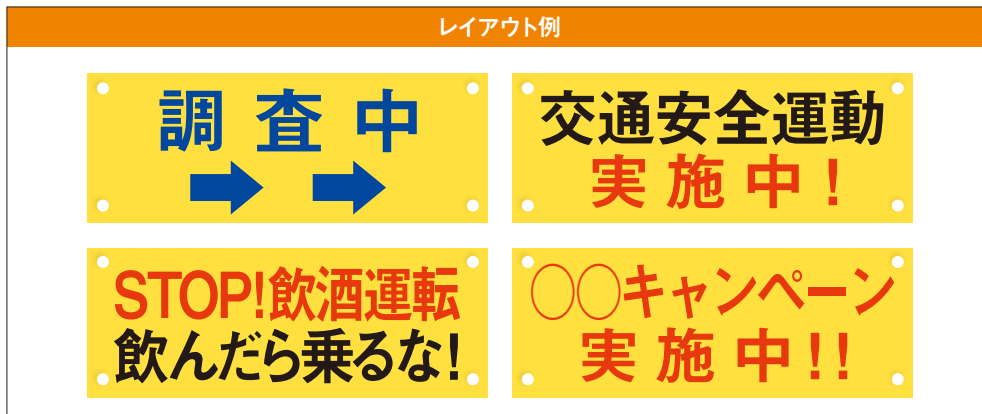 レイアウト例
調査中
交通安全運動
実施中!
STOP!飲酒運転
飲んだら乗るな!
○○キャンペーン
実施中!!